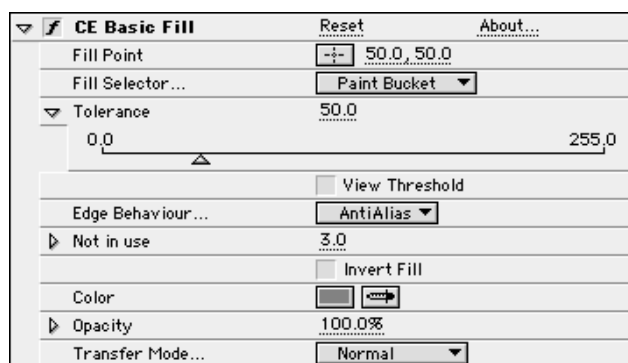 CE Basic Fill Reset About...
Fill Point 50.0, 50.0
Fill Selector... Paint Bucket
Tolerance 50.0
0.0 255.0
View Threshold
Edge Behaviour... AntiAlias
Not in use 3.0
Invert Fill
Color
Opacity 100.0%
Transfer Mode... Normal